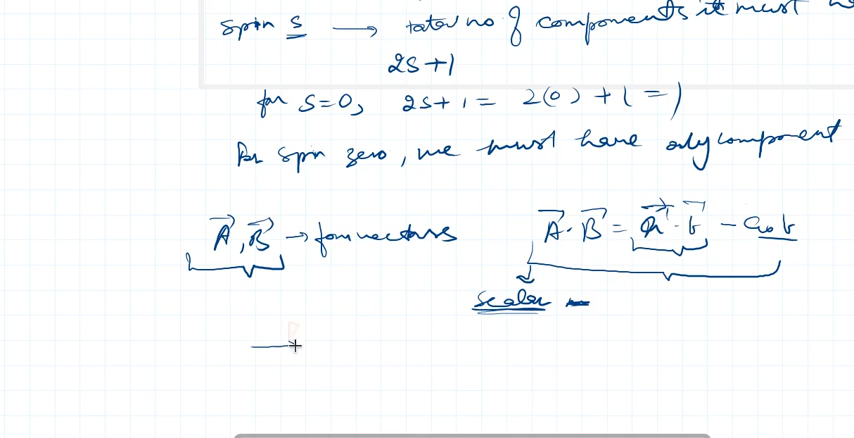 spin s → total no of components it must
2s+1
for s=0, 2s+1 = 2(0)+1 = 1
for spin zero, we must have only component
A⃗, B⃗ → four vectors A⃗·B⃗ = a⃗·b⃗ - a₀b
scalar -